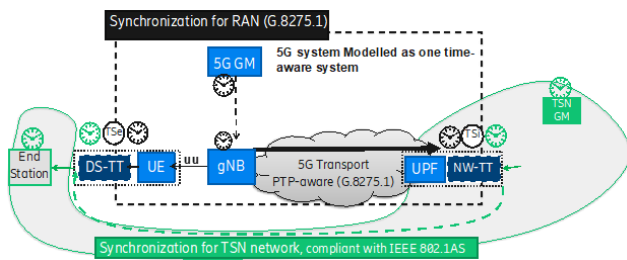 Synchronization for RAN (G.8275.1)
5G GM
5G system Modelled as one time-
aware system
TSN
GM
TSe
TSi
End
Station
DS-TT
UE
uu
gNB
5G Transport
PTP-aware (G.8275.1)
UPF
NW-TT
Synchronization for TSN network, compliant with IEEE 802.1AS